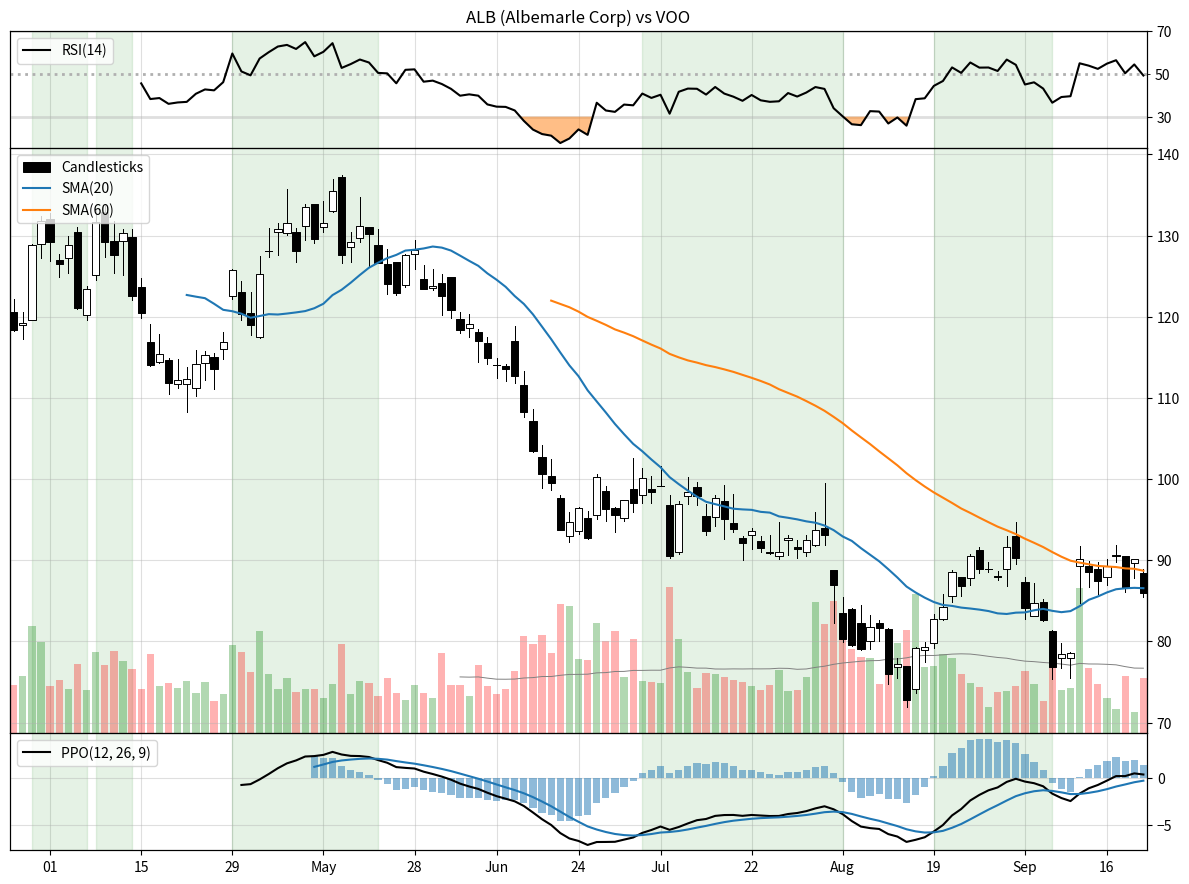 ALB (Albemarle Corp) vs VOO
RSI(14)
70
50
30
Candlesticks
SMA(20)
SMA(60)
140
130
120
110
100
90
80
70
PPO(12, 26, 9)
0
−5
01 15 29 May 28 Jun 24 Jul 22 Aug 19 Sep 16